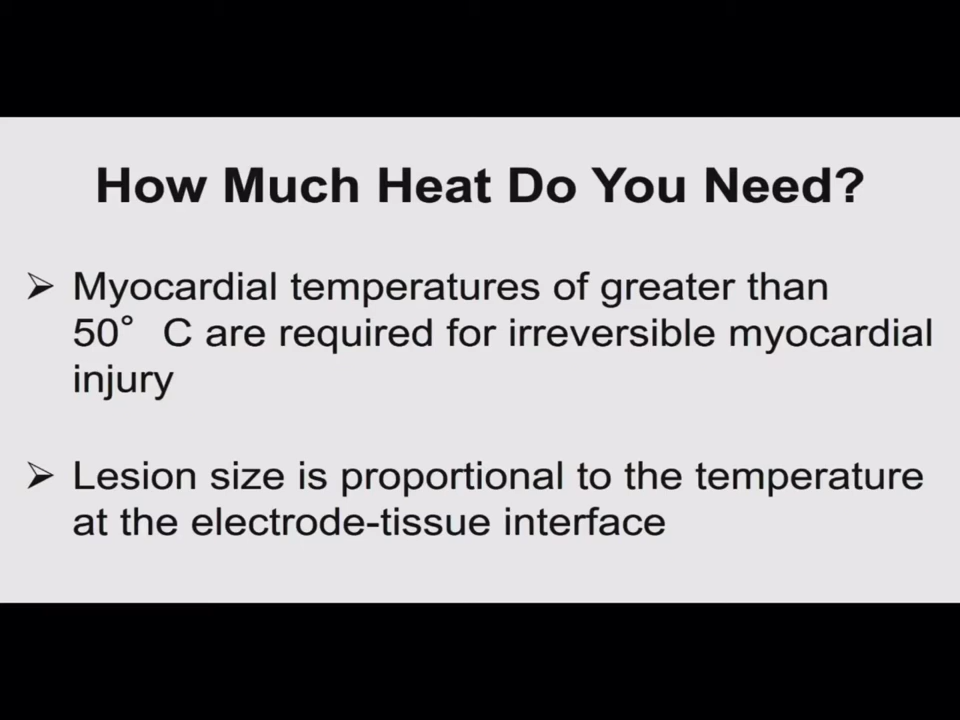 How Much Heat Do You Need?
➢ Myocardial temperatures of greater than
50° C are required for irreversible myocardial
injury
➢ Lesion size is proportional to the temperature
at the electrode-tissue interface